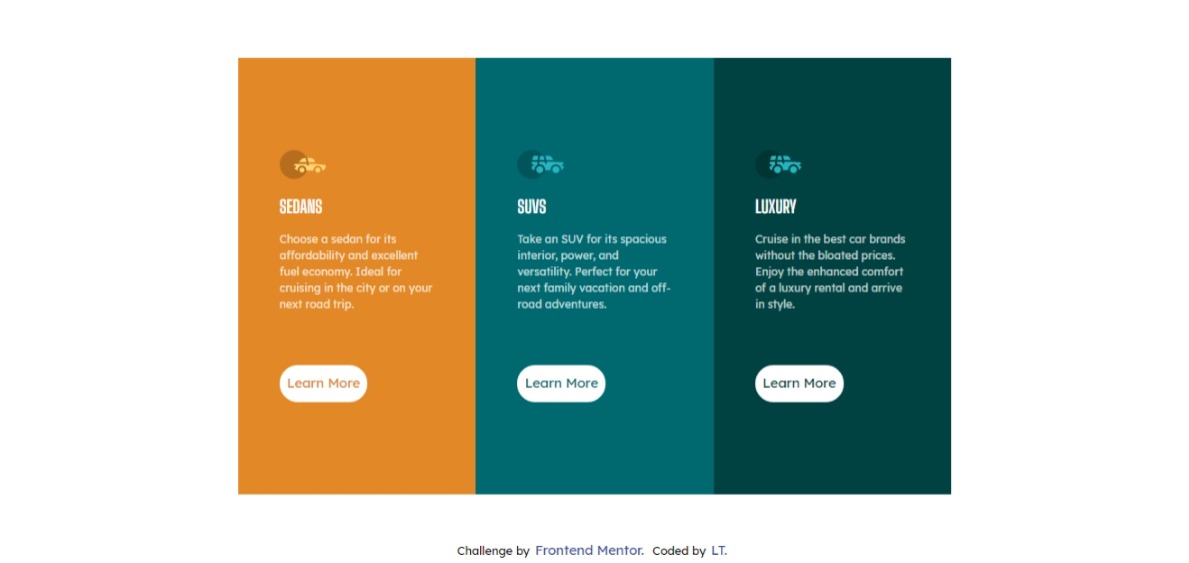 SEDANS
Choose a sedan for its
affordability and excellent
fuel economy. Ideal for
cruising in the city or on your
next road trip.
Learn More
SUVS
Take an SUV for its spacious
interior, power, and
versatility. Perfect for your
next family vacation and off-
road adventures.
Learn More
LUXURY
Cruise in the best car brands
without the bloated prices.
Enjoy the enhanced comfort
of a luxury rental and arrive
in style.
Learn More
Challenge by Frontend Mentor. Coded by LT.